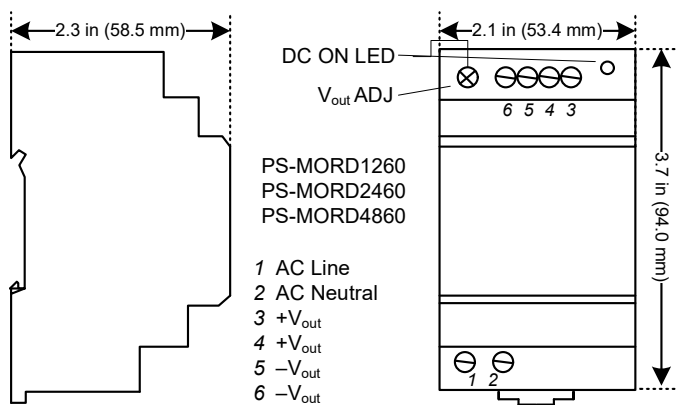 2.3 in (58.5 mm)
2.1 in (53.4 mm)
DC ON LED
Vout ADJ
6 5 4 3
3.7 in (94.0 mm)
PS-MORD1260
PS-MORD2460
PS-MORD4860
1 AC Line
2 AC Neutral
3 +Vout
4 +Vout
5 –Vout
6 –Vout
1 2